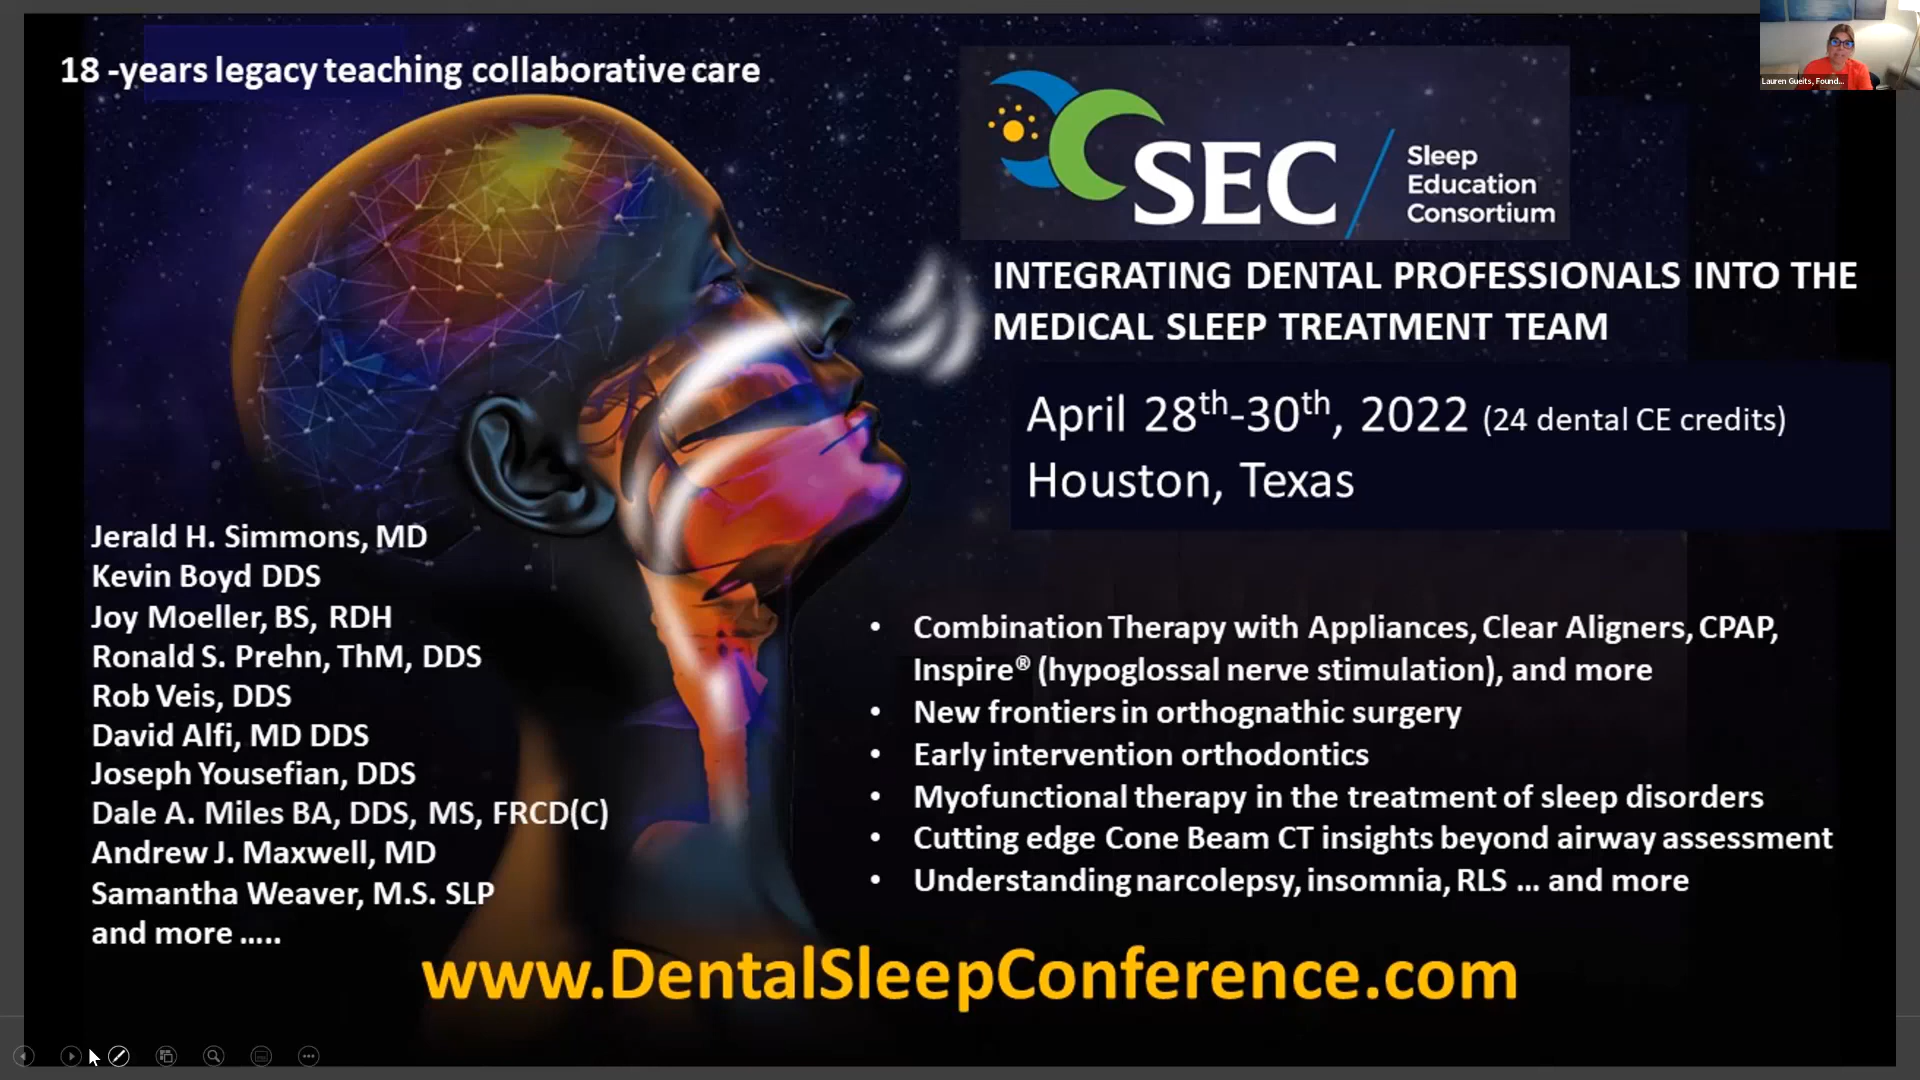 18 -years legacy teaching collaborative care
SEC
Sleep
Education
Consortium
INTEGRATING DENTAL PROFESSIONALS INTO THE
MEDICAL SLEEP TREATMENT TEAM
April 28th-30th, 2022 (24 dental CE credits)
Houston, Texas
Jerald H. Simmons, MD
Kevin Boyd DDS
Joy Moeller, BS, RDH
Ronald S. Prehn, ThM, DDS
Rob Veis, DDS
David Alfi, MD DDS
Joseph Yousefian, DDS
Dale A. Miles BA, DDS, MS, FRCD(C)
Andrew J. Maxwell, MD
Samantha Weaver, M.S. SLP
and more .....
• Combination Therapy with Appliances, Clear Aligners, CPAP,
Inspire® (hypoglossal nerve stimulation), and more
• New frontiers in orthognathic surgery
• Early intervention orthodontics
• Myofunctional therapy in the treatment of sleep disorders
• Cutting edge Cone Beam CT insights beyond airway assessment
• Understanding narcolepsy, insomnia, RLS ... and more
www.DentalSleepConference.com
Lauren Gueits, Found...